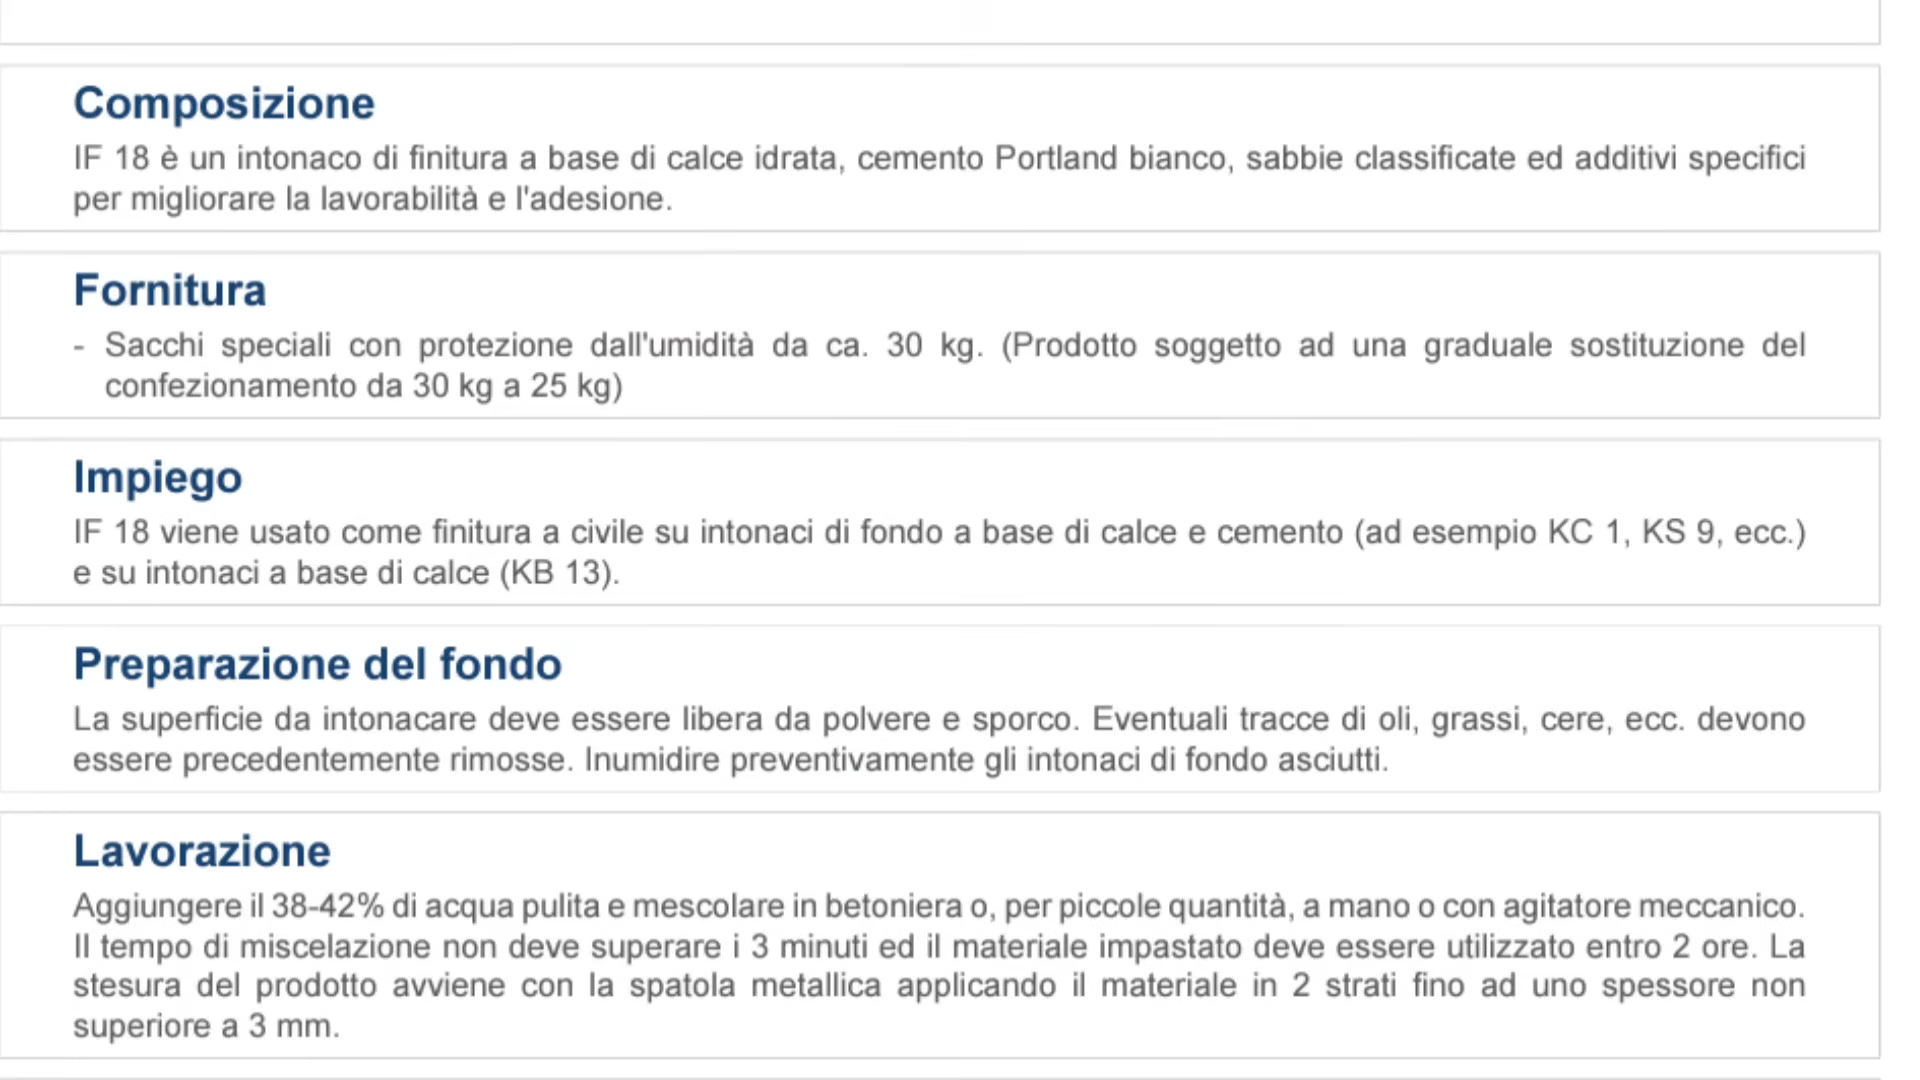 Composizione
IF 18 è un intonaco di finitura a base di calce idrata, cemento Portland bianco, sabbie classificate ed additivi specifici
per migliorare la lavorabilità e l'adesione.
Fornitura
- Sacchi speciali con protezione dall'umidità da ca. 30 kg. (Prodotto soggetto ad una graduale sostituzione del
confezionamento da 30 kg a 25 kg)
Impiego
IF 18 viene usato come finitura a civile su intonaci di fondo a base di calce e cemento (ad esempio KC 1, KS 9, ecc.)
e su intonaci a base di calce (KB 13).
Preparazione del fondo
La superficie da intonacare deve essere libera da polvere e sporco. Eventuali tracce di oli, grassi, cere, ecc. devono
essere precedentemente rimosse. Inumidire preventivamente gli intonaci di fondo asciutti.
Lavorazione
Aggiungere il 38-42% di acqua pulita e mescolare in betoniera o, per piccole quantità, a mano o con agitatore meccanico.
Il tempo di miscelazione non deve superare i 3 minuti ed il materiale impastato deve essere utilizzato entro 2 ore. La
stesura del prodotto avviene con la spatola metallica applicando il materiale in 2 strati fino ad uno spessore non
superiore a 3 mm.